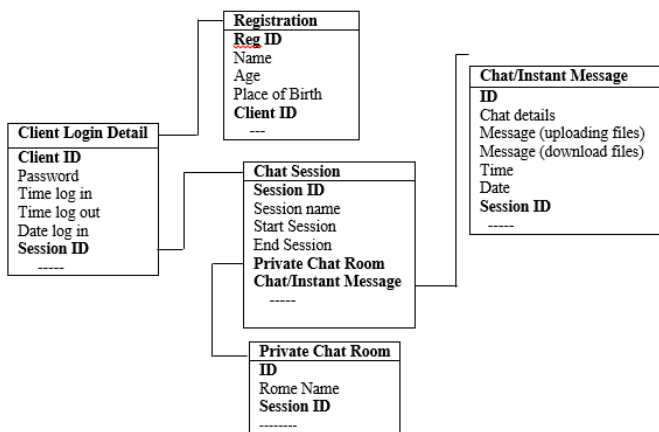 Registration
Reg ID
Name
Age
Place of Birth
Client ID
---
Client Login Detail
Client ID
Password
Time log in
Time log out
Date log in
Session ID
-----
Chat Session
Session ID
Session name
Start Session
End Session
Private Chat Room
Chat/Instant Message
-----
Chat/Instant Message
ID
Chat details
Message (uploading files)
Message (download files)
Time
Date
Session ID
-----
Private Chat Room
ID
Rome Name
Session ID
--------